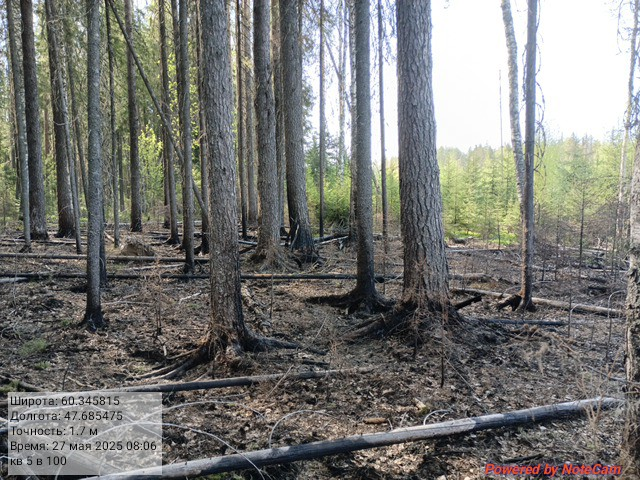 Широта: 60.345815
Долгота: 47.685475
Точность: 1.7 м
Время: 27 мая 2025 08:06
кв 5 в 100
Powered by NoteCam